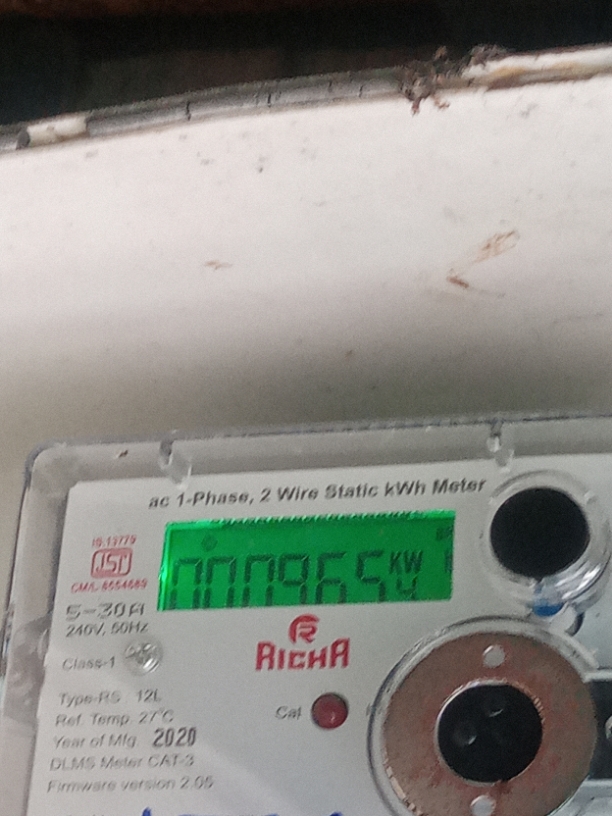 ac 1-Phase, 2 Wire Static kWh Meter
IS:13779
ISI
000965.4 KW
5-30A
240V, 50Hz
RICHA
Class-1
Cal
Type-RS 12L
Ref. Temp. 27°C
Year of Mfg. 2020
DLMS Meter CAT-3
Firmware version 2.05